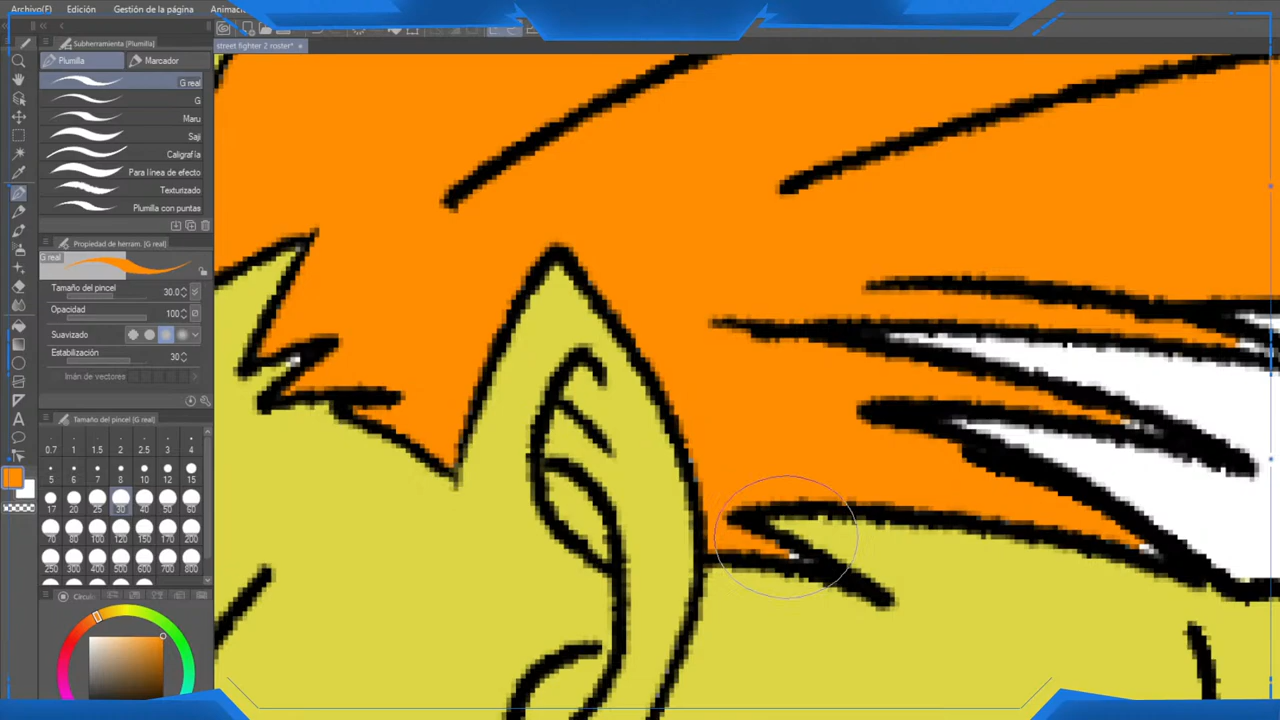 Archivo(F) Edición Gestión de la página Animació
Subherramienta [Plumilla]
street fighter 2 roster*
Plumilla Marcador
G real
G
Maru
Saji
Caligrafía
Para línea de efecto
Texturizado
Plumilla con puntas
Propiedad de herram. [G real]
G real
Tamaño del pincel 30.0
Opacidad 100
Suavizado
Estabilización 30
Imán de vectores
Tamaño del pincel [G real]
0.7 1 1.5 2 2.5 3 4
5 6 7 8 10 12 15
17 20 25 30 40 50 60
70 80 100 120 150 170 200
250 300 400 500 600 700 800
Círculo
A